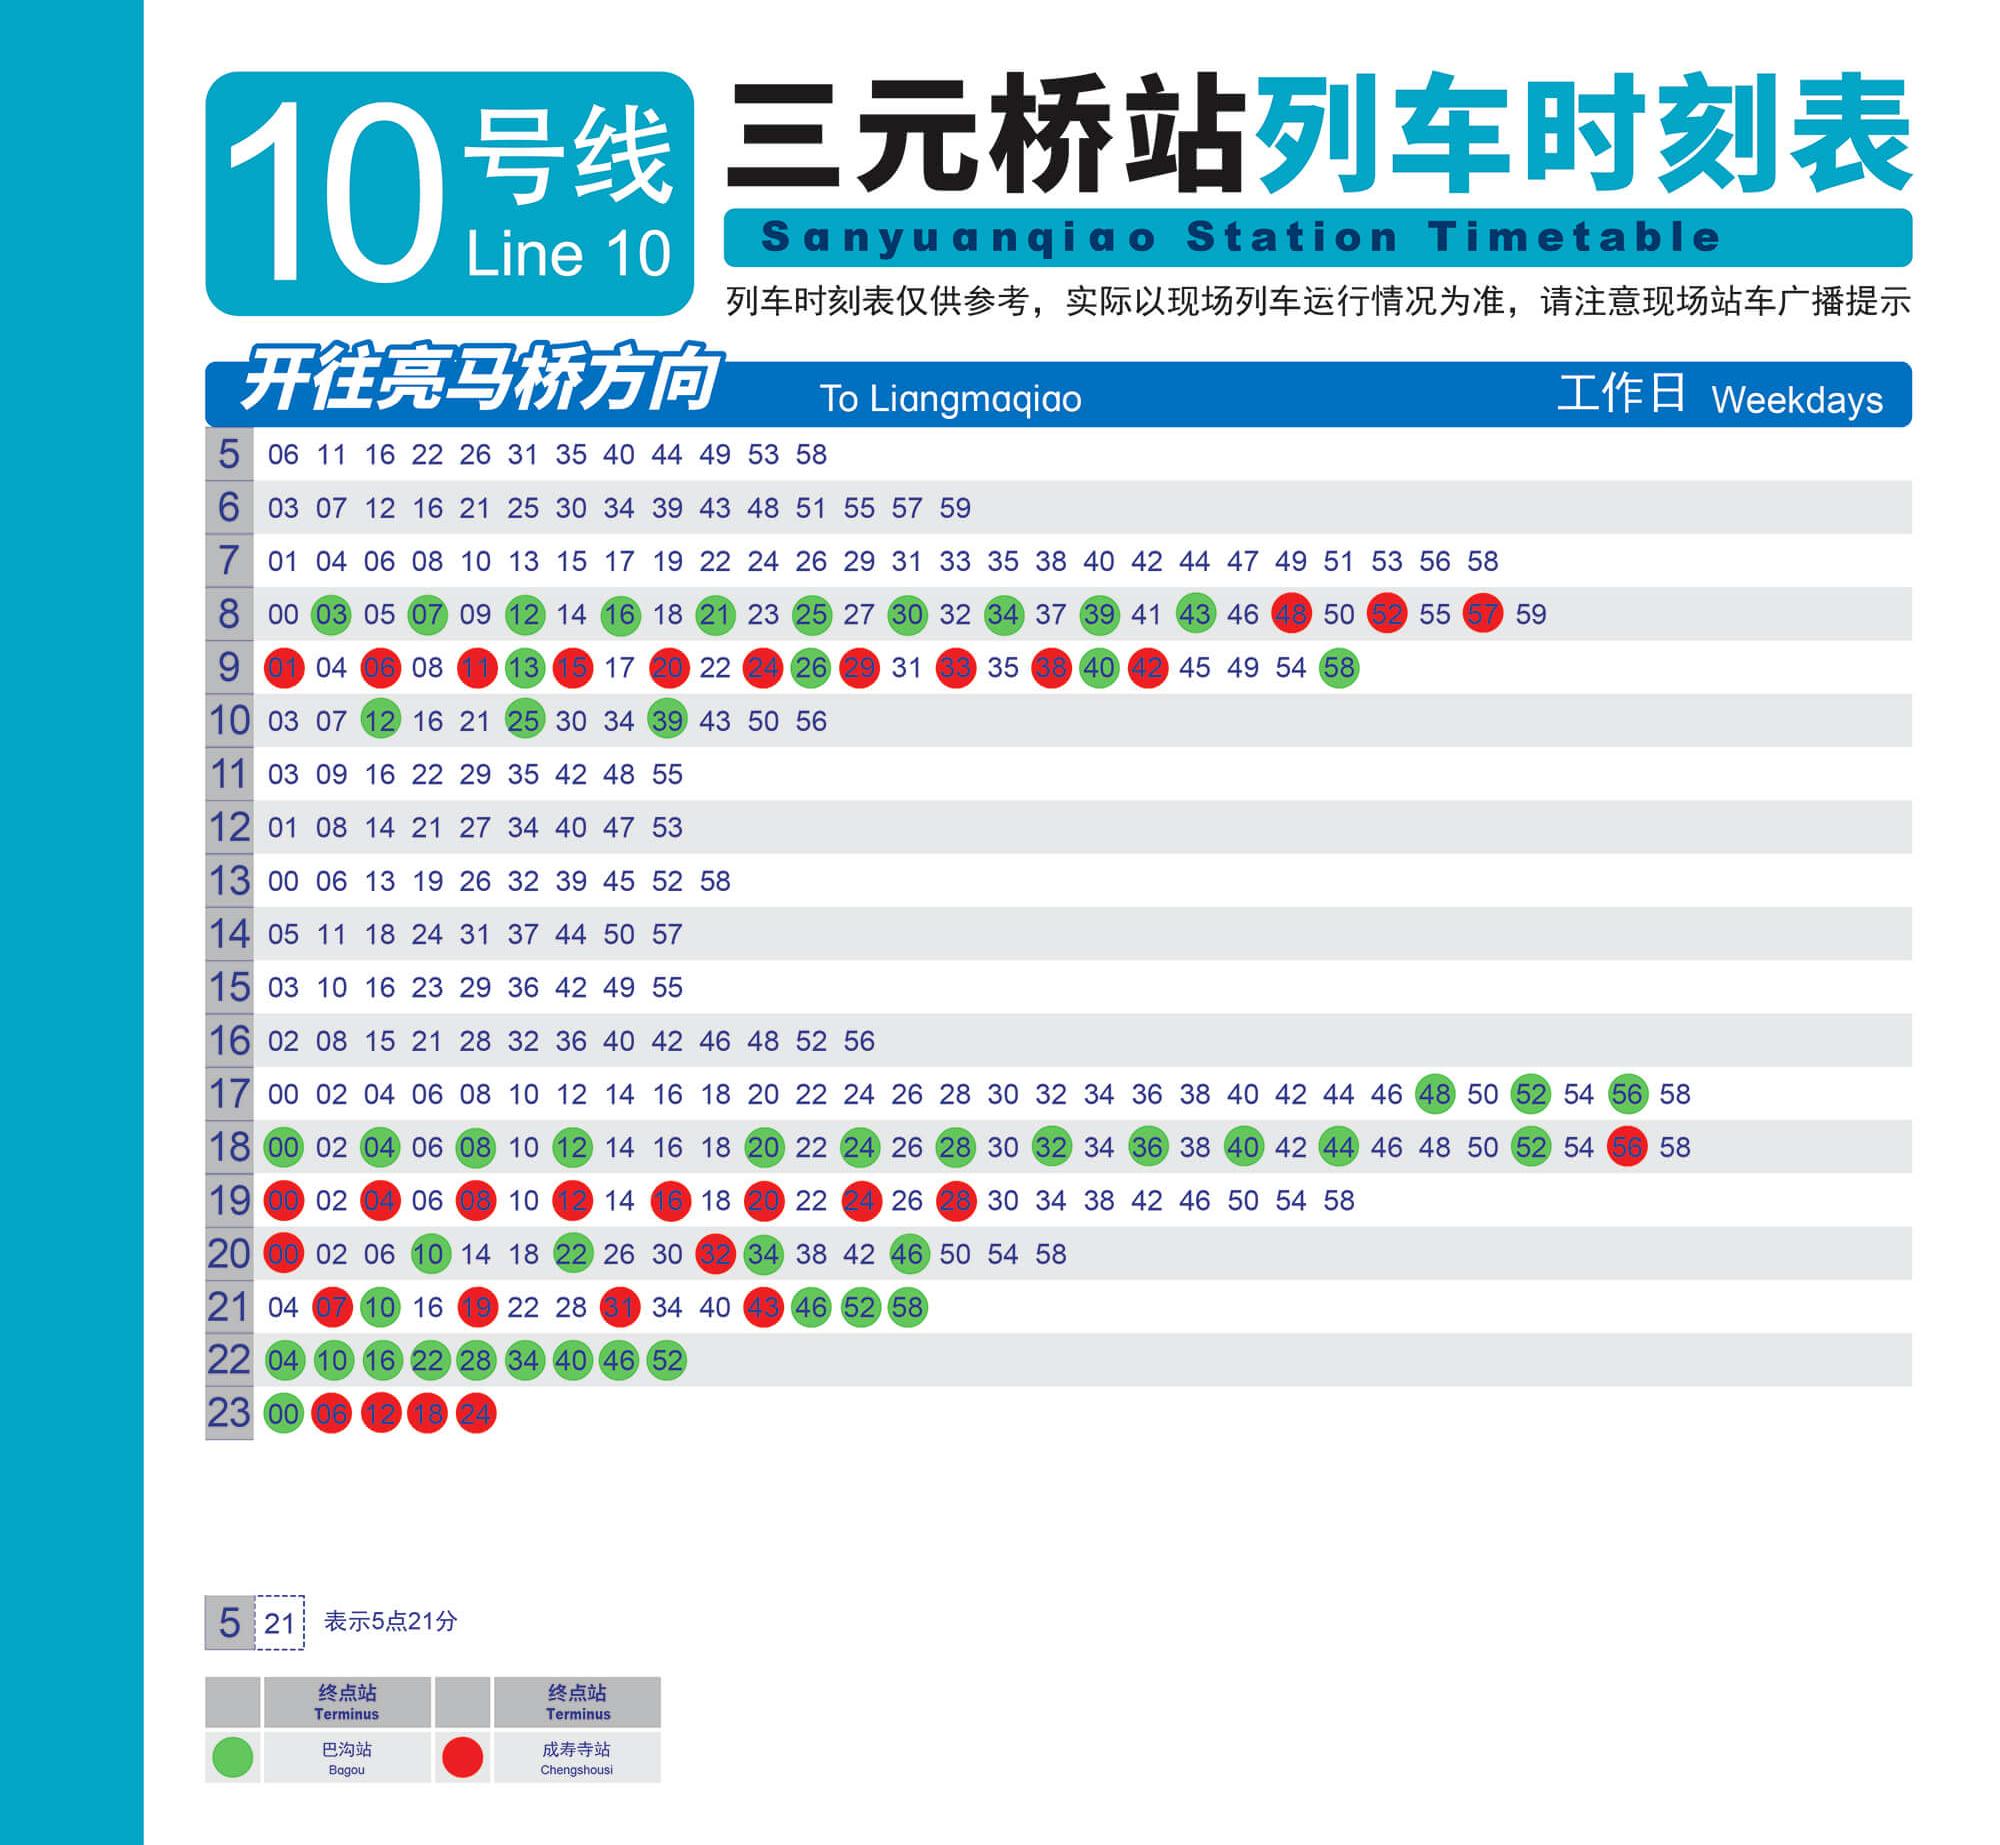 10 号线
Line 10
三元桥站列车时刻表
Sanyuanqiao Station Timetable
列车时刻表仅供参考，实际以现场列车运行情况为准，请注意现场站车广播提示
开往亮马桥方向 To Liangmaqiao 工作日 Weekdays
5 06 11 16 22 26 31 35 40 44 49 53 58
6 03 07 12 16 21 25 30 34 39 43 48 51 55 57 59
7 01 04 06 08 10 13 15 17 19 22 24 26 29 31 33 35 38 40 42 44 47 49 51 53 56 58
8 00 03 05 07 09 12 14 16 18 21 23 25 27 30 32 34 37 39 41 43 46 48 50 52 55 57 59
9 01 04 06 08 11 13 15 17 20 22 24 26 29 31 33 35 38 40 42 45 49 54 58
10 03 07 12 16 21 25 30 34 39 43 50 56
11 03 09 16 22 29 35 42 48 55
12 01 08 14 21 27 34 40 47 53
13 00 06 13 19 26 32 39 45 52 58
14 05 11 18 24 31 37 44 50 57
15 03 10 16 23 29 36 42 49 55
16 02 08 15 21 28 32 36 40 42 46 48 52 56
17 00 02 04 06 08 10 12 14 16 18 20 22 24 26 28 30 32 34 36 38 40 42 44 46 48 50 52 54 56 58
18 00 02 04 06 08 10 12 14 16 18 20 22 24 26 28 30 32 34 36 38 40 42 44 46 48 50 52 54 56 58
19 00 02 04 06 08 10 12 14 16 18 20 22 24 26 28 30 34 38 42 46 50 54 58
20 00 02 06 10 14 18 22 26 30 32 34 38 42 46 50 54 58
21 04 07 10 16 19 22 28 31 34 40 43 46 52 58
22 04 10 16 22 28 34 40 46 52
23 00 06 12 18 24
5 21 表示5点21分
终点站 终点站
Terminus Terminus
巴沟站 成寿寺站
Bagou Chengshousi